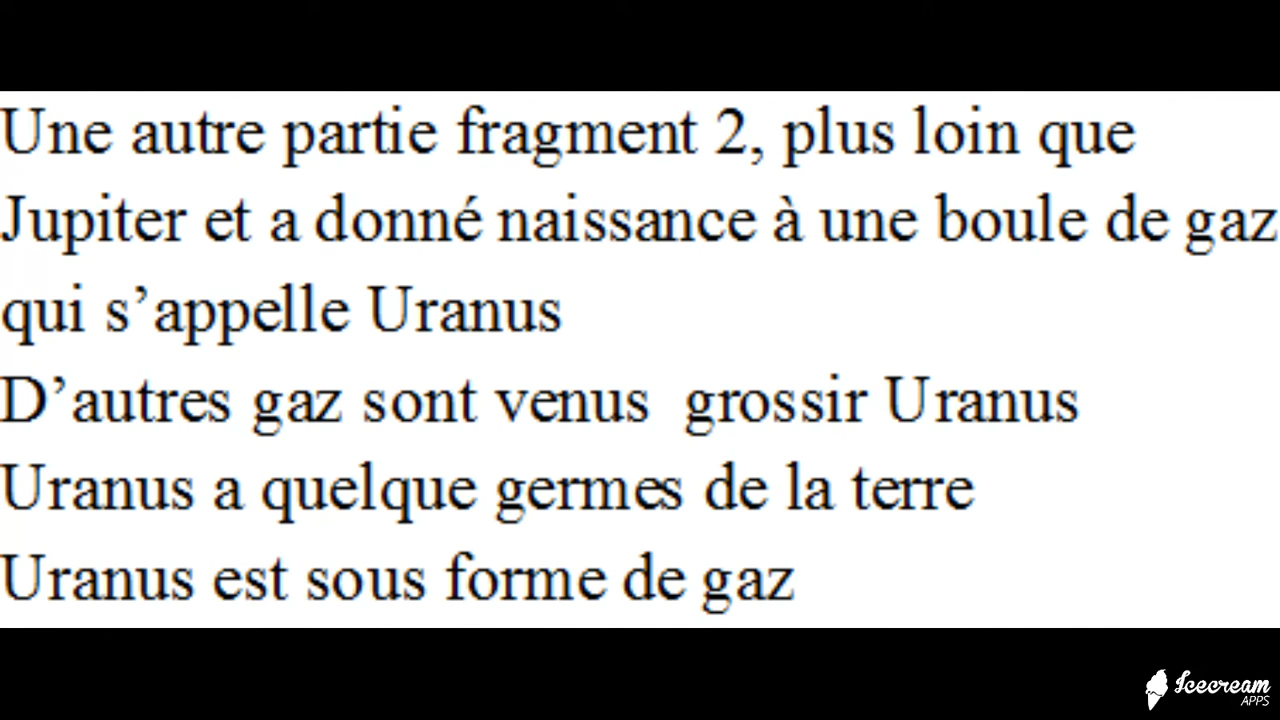 Une autre partie fragment 2, plus loin que
Jupiter et a donné naissance à une boule de gaz
qui s’appelle Uranus
D’autres gaz sont venus  grossir Uranus
Uranus a quelque germes de la terre
Uranus est sous forme de gaz
Icecream
APPS